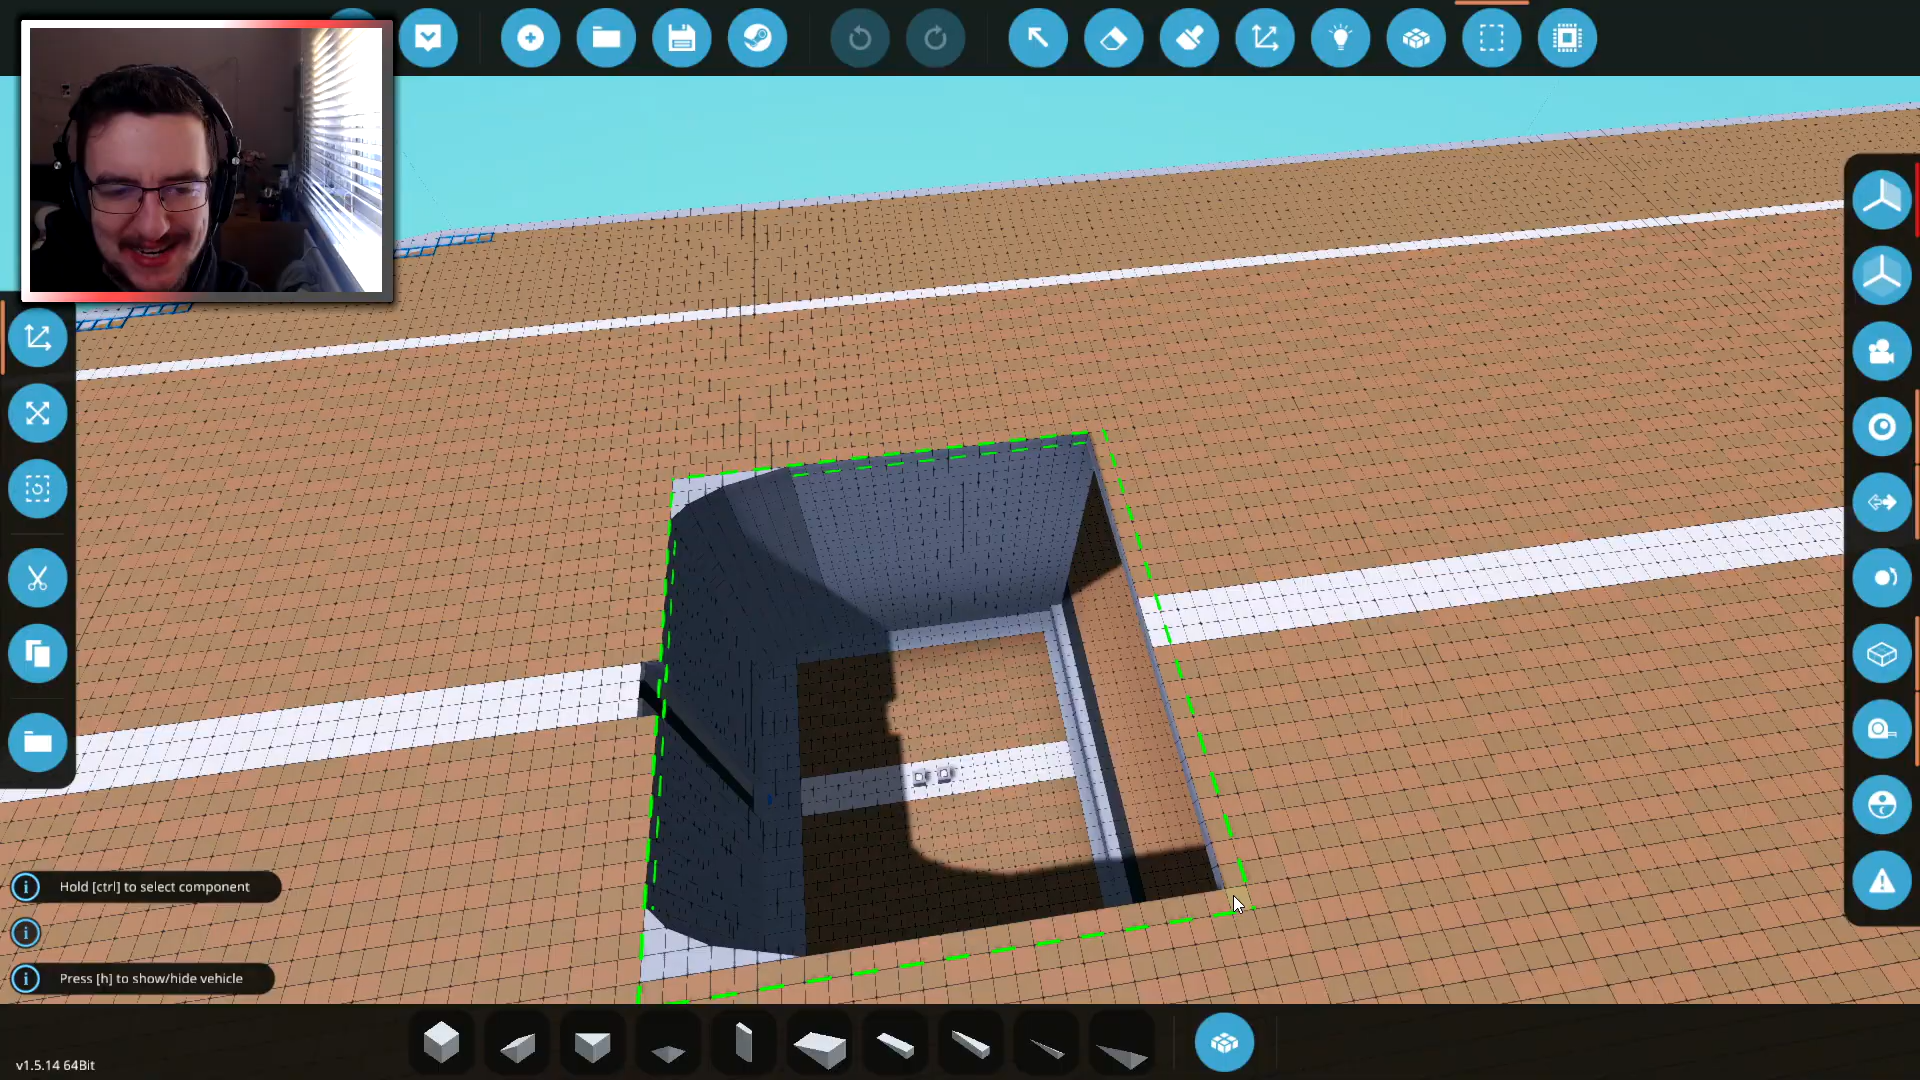 Hold [ctrl] to select component
Press [h] to show/hide vehicle
v1.5.14 64Bit